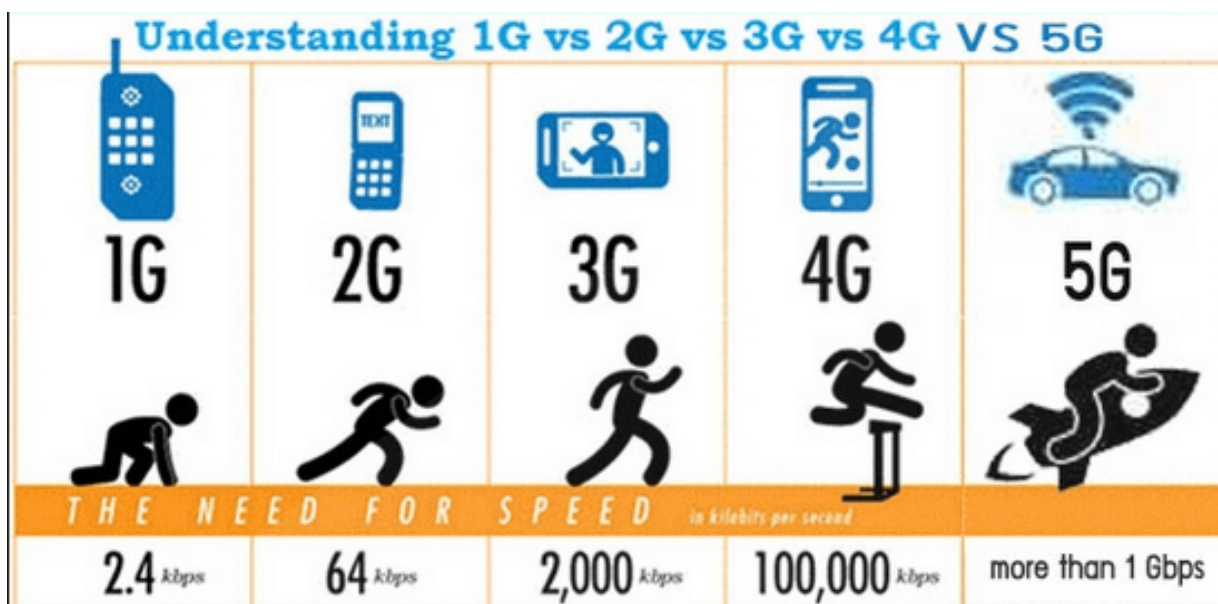 Understanding 1G vs 2G vs 3G vs 4G VS 5G
TEXT
1G 2G 3G 4G 5G
THE NEED FOR SPEED in kilebits per second
2.4 kbps 64 kbps 2,000 kbps 100,000 kbps more than 1 Gbps